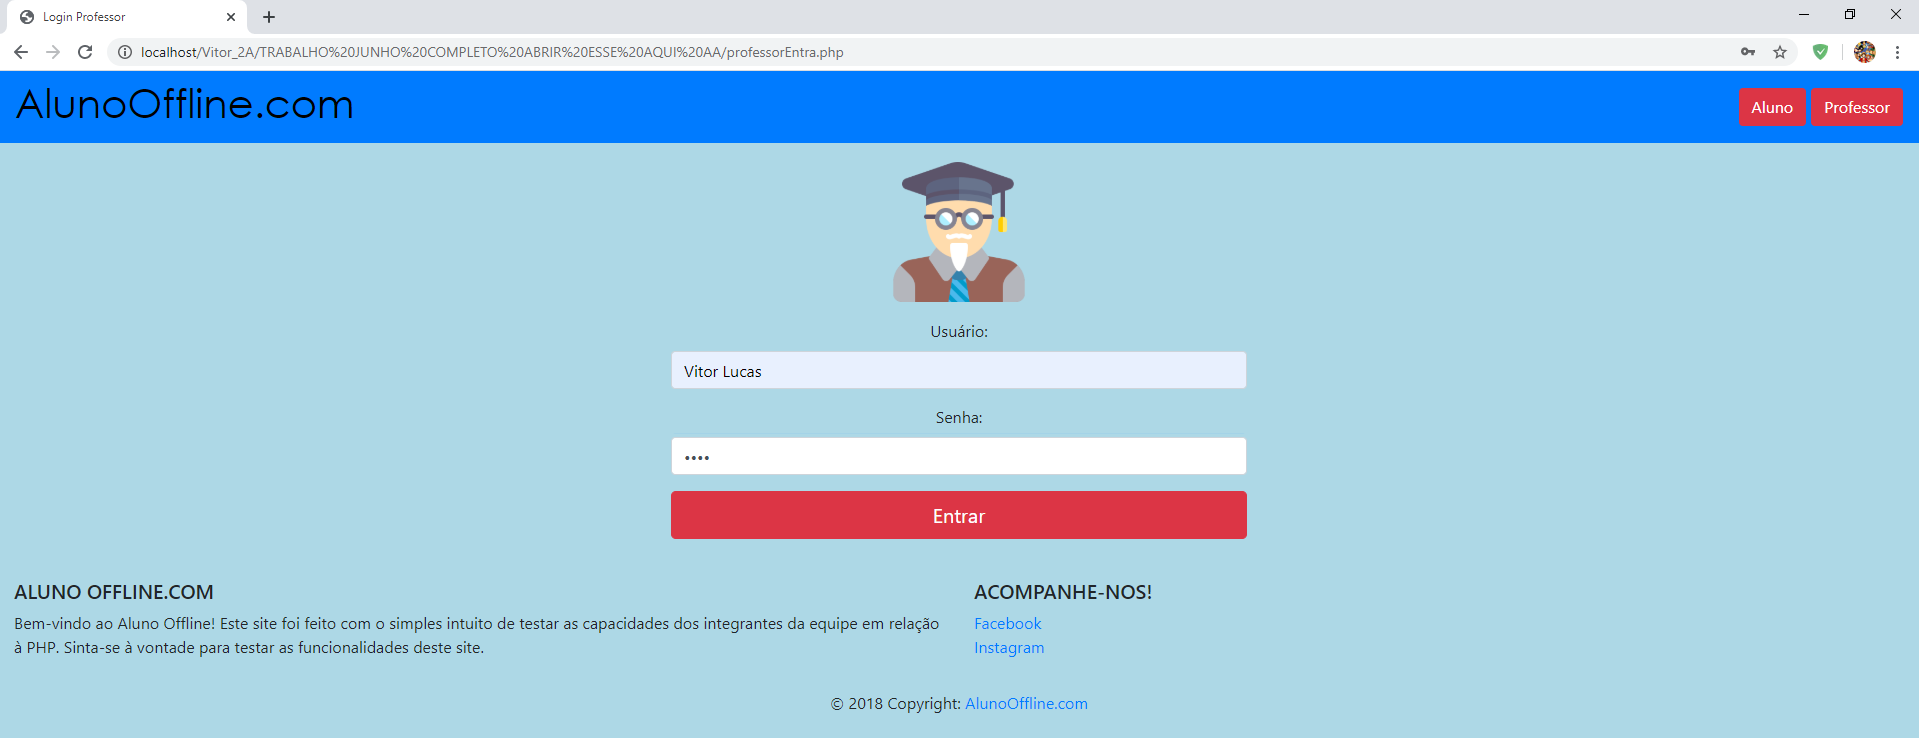 Login Professor
localhost/Vitor_2A/TRABALHO%20JUNHO%20COMPLETO%20ABRIR%20ESSE%20AQUI%20AA/professorEntra.php
AlunoOffline.com
Aluno
Professor
Usuário:
Vitor Lucas
Senha:
••••
Entrar
ALUNO OFFLINE.COM
Bem-vindo ao Aluno Offline! Este site foi feito com o simples intuito de testar as capacidades dos integrantes da equipe em relação
à PHP. Sinta-se à vontade para testar as funcionalidades deste site.
ACOMPANHE-NOS!
Facebook
Instagram
© 2018 Copyright: AlunoOffline.com